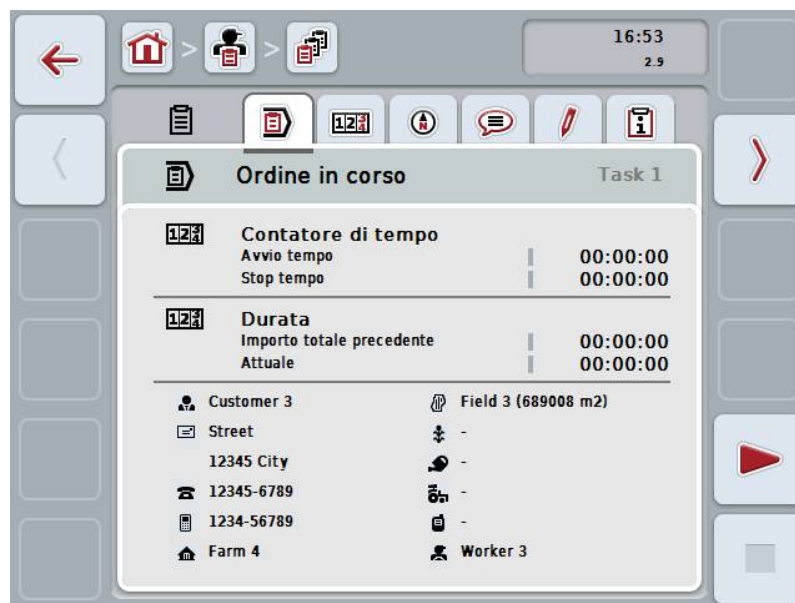 16:53
2.9
Ordine in corso Task 1
Contatore di tempo
Avvio tempo 00:00:00
Stop tempo 00:00:00
Durata
Importo totale precedente 00:00:00
Attuale 00:00:00
Customer 3 Field 3 (689008 m2)
Street -
12345 City -
12345-6789 -
1234-56789 -
Farm 4 Worker 3